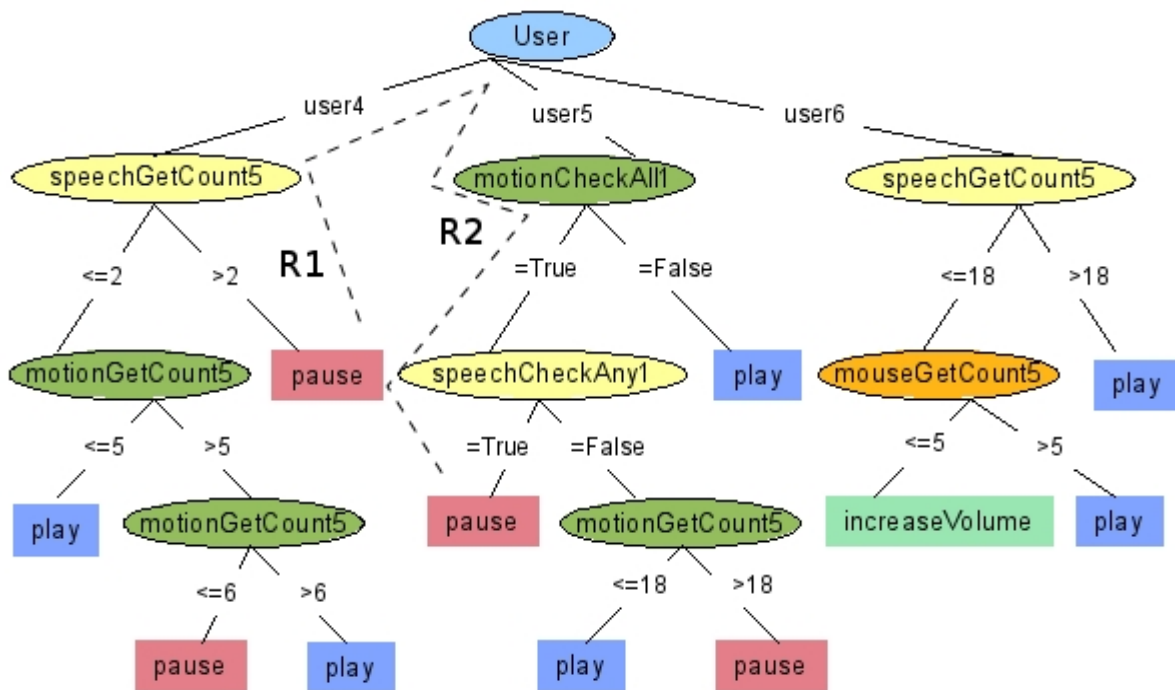 User
user4
user5
user6
speechGetCount5
motionCheckAll1
speechGetCount5
R1
R2
<=2
>2
=True
=False
<=18
>18
motionGetCount5
pause
speechCheckAny1
play
mouseGetCount5
play
<=5
>5
=True
=False
<=5
>5
play
motionGetCount5
pause
motionGetCount5
increaseVolume
play
<=6
>6
<=18
>18
pause
play
play
pause